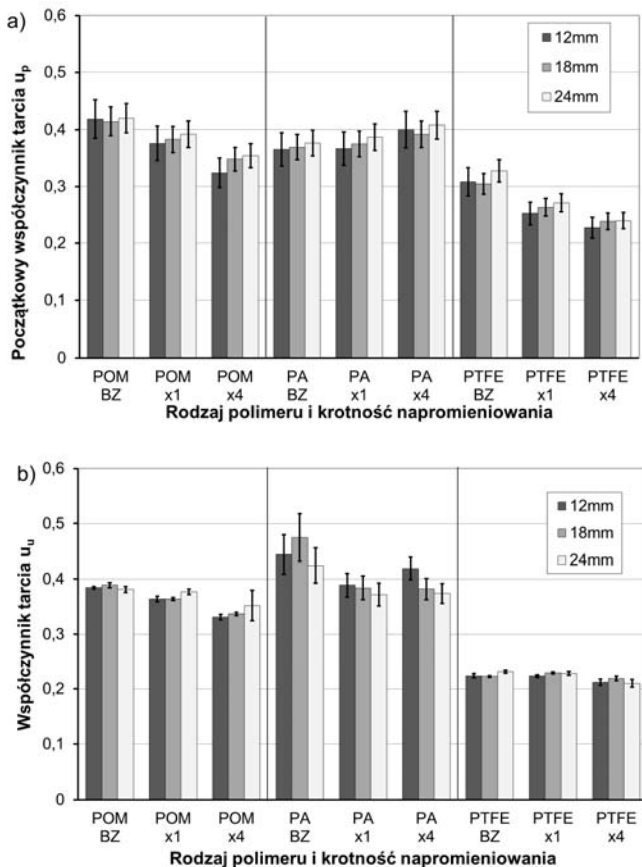 a)
Początkowy współczynnik tarcia uₚ
0,6
0,5
0,4
0,3
0,2
0,1
0
12mm
18mm
24mm
POM POM POM PA PA PA PTFE PTFE PTFE
BZ x1 x4 BZ x1 x4 BZ x1 x4
Rodzaj polimeru i krotność napromieniowania
b)
Współczynnik tarcia uᵤ
0,6
0,5
0,4
0,3
0,2
0,1
0
12mm
18mm
24mm
POM POM POM PA PA PA PTFE PTFE PTFE
BZ x1 x4 BZ x1 x4 BZ x1 x4
Rodzaj polimeru i krotność napromieniowania